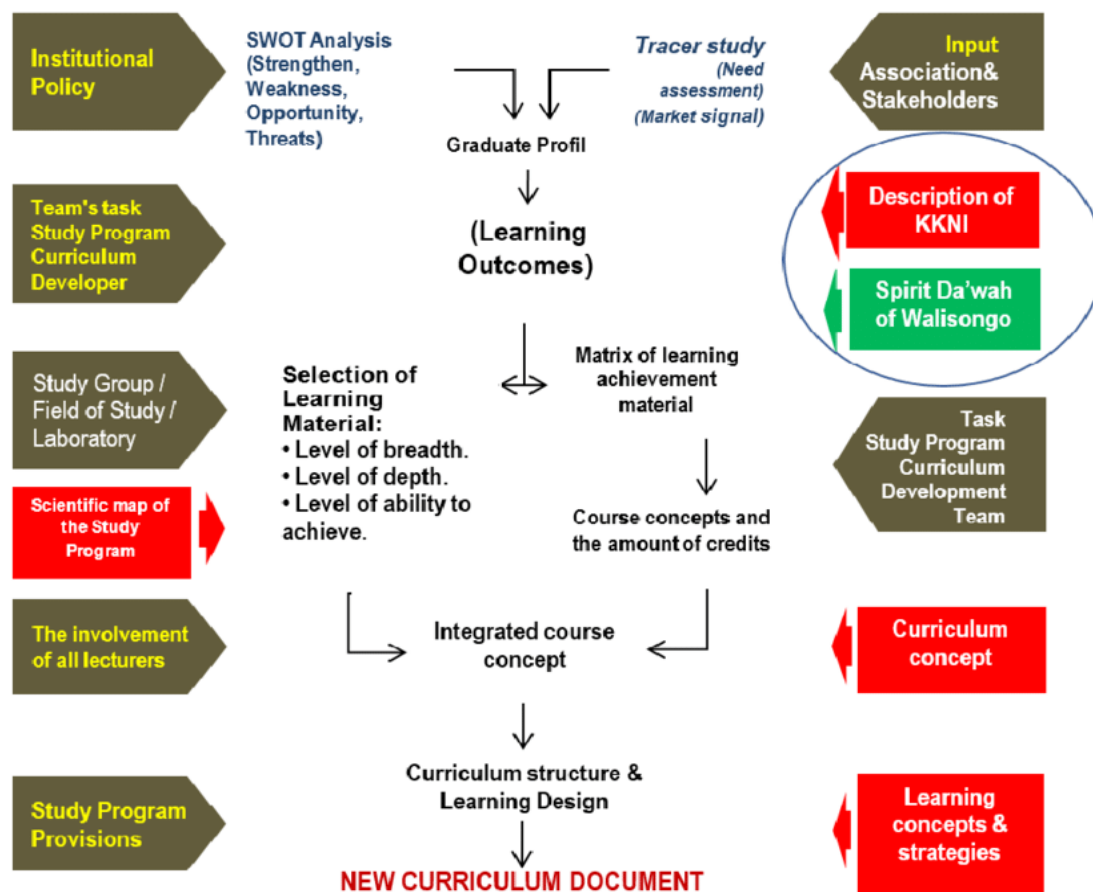 Institutional
Policy
SWOT Analysis
(Strengthen,
Weakness,
Opportunity,
Threats)
Tracer study
(Need
assessment)
(Market signal)
Input
Association&
Stakeholders
Graduate Profil
Team's task
Study Program
Curriculum
Developer
(Learning
Outcomes)
Description of
KKNI
Spirit Da'wah
of Walisongo
Study Group /
Field of Study /
Laboratory
Selection of
Learning
Material:
• Level of breadth.
• Level of depth.
• Level of ability to
achieve.
Matrix of learning
achievement
material
Task
Study Program
Curriculum
Development
Team
Scientific map of
the Study
Program
Course concepts and
the amount of credits
The involvement
of all lecturers
Integrated course
concept
Curriculum
concept
Study Program
Provisions
Curriculum structure &
Learning Design
Learning
concepts &
strategies
NEW CURRICULUM DOCUMENT